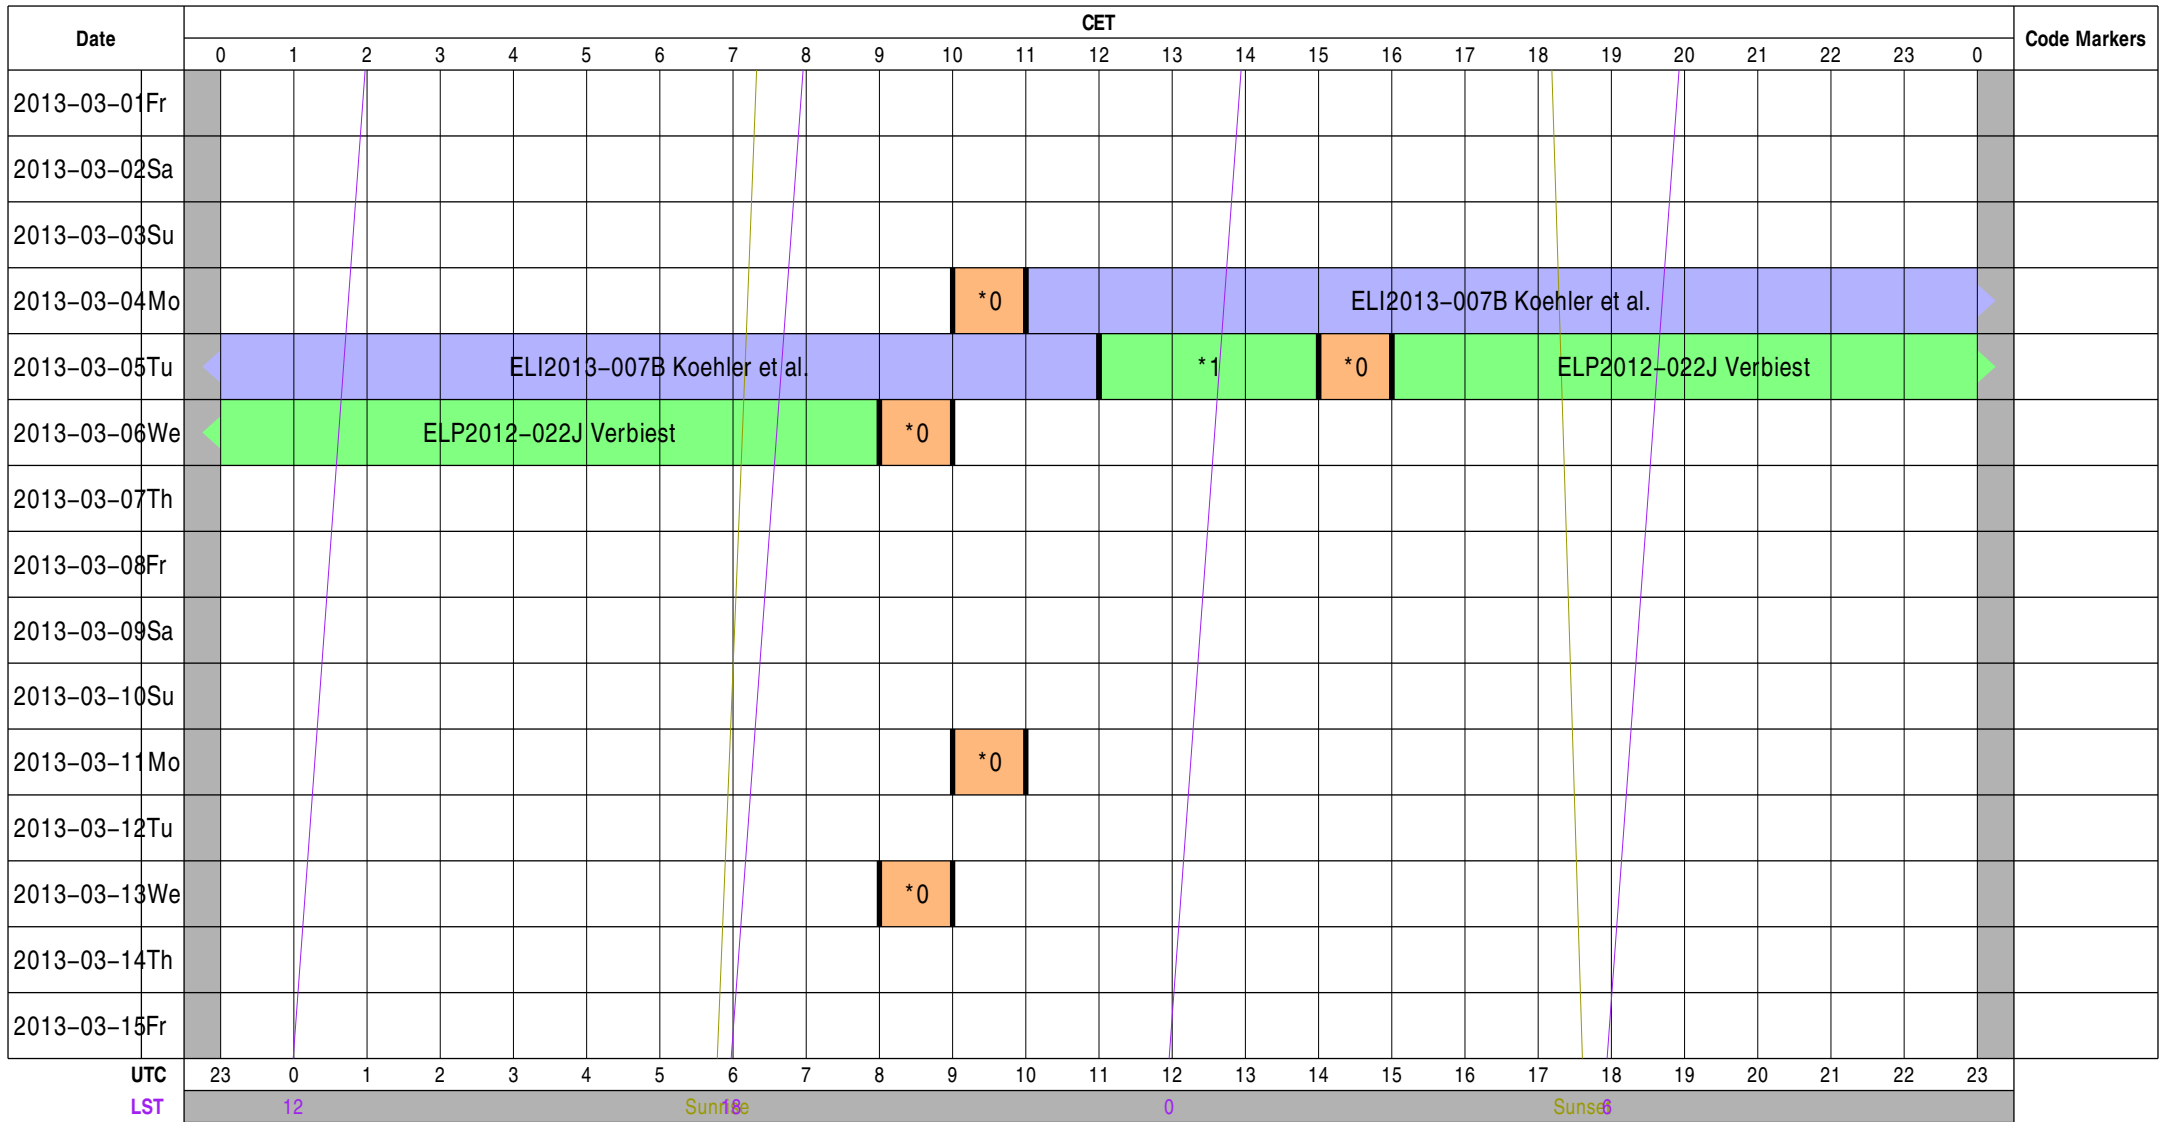 Date CET Code Markers
0 1 2 3 4 5 6 7 8 9 10 11 12 13 14 15 16 17 18 19 20 21 22 23 0
2013–03–01Fr
2013–03–02Sa
2013–03–03Su
2013–03–04Mo *0 ELI2013–007B Koehler et al.
2013–03–05Tu ELI2013–007B Koehler et al. *1 *0 ELP2012–022J Verbiest
2013–03–06We ELP2012–022J Verbiest *0
2013–03–07Th
2013–03–08Fr
2013–03–09Sa
2013–03–10Su
2013–03–11Mo *0
2013–03–12Tu
2013–03–13We *0
2013–03–14Th
2013–03–15Fr
UTC 23 0 1 2 3 4 5 6 7 8 9 10 11 12 13 14 15 16 17 18 19 20 21 22 23
LST 12 Sunrise 18 0 Sunset 6